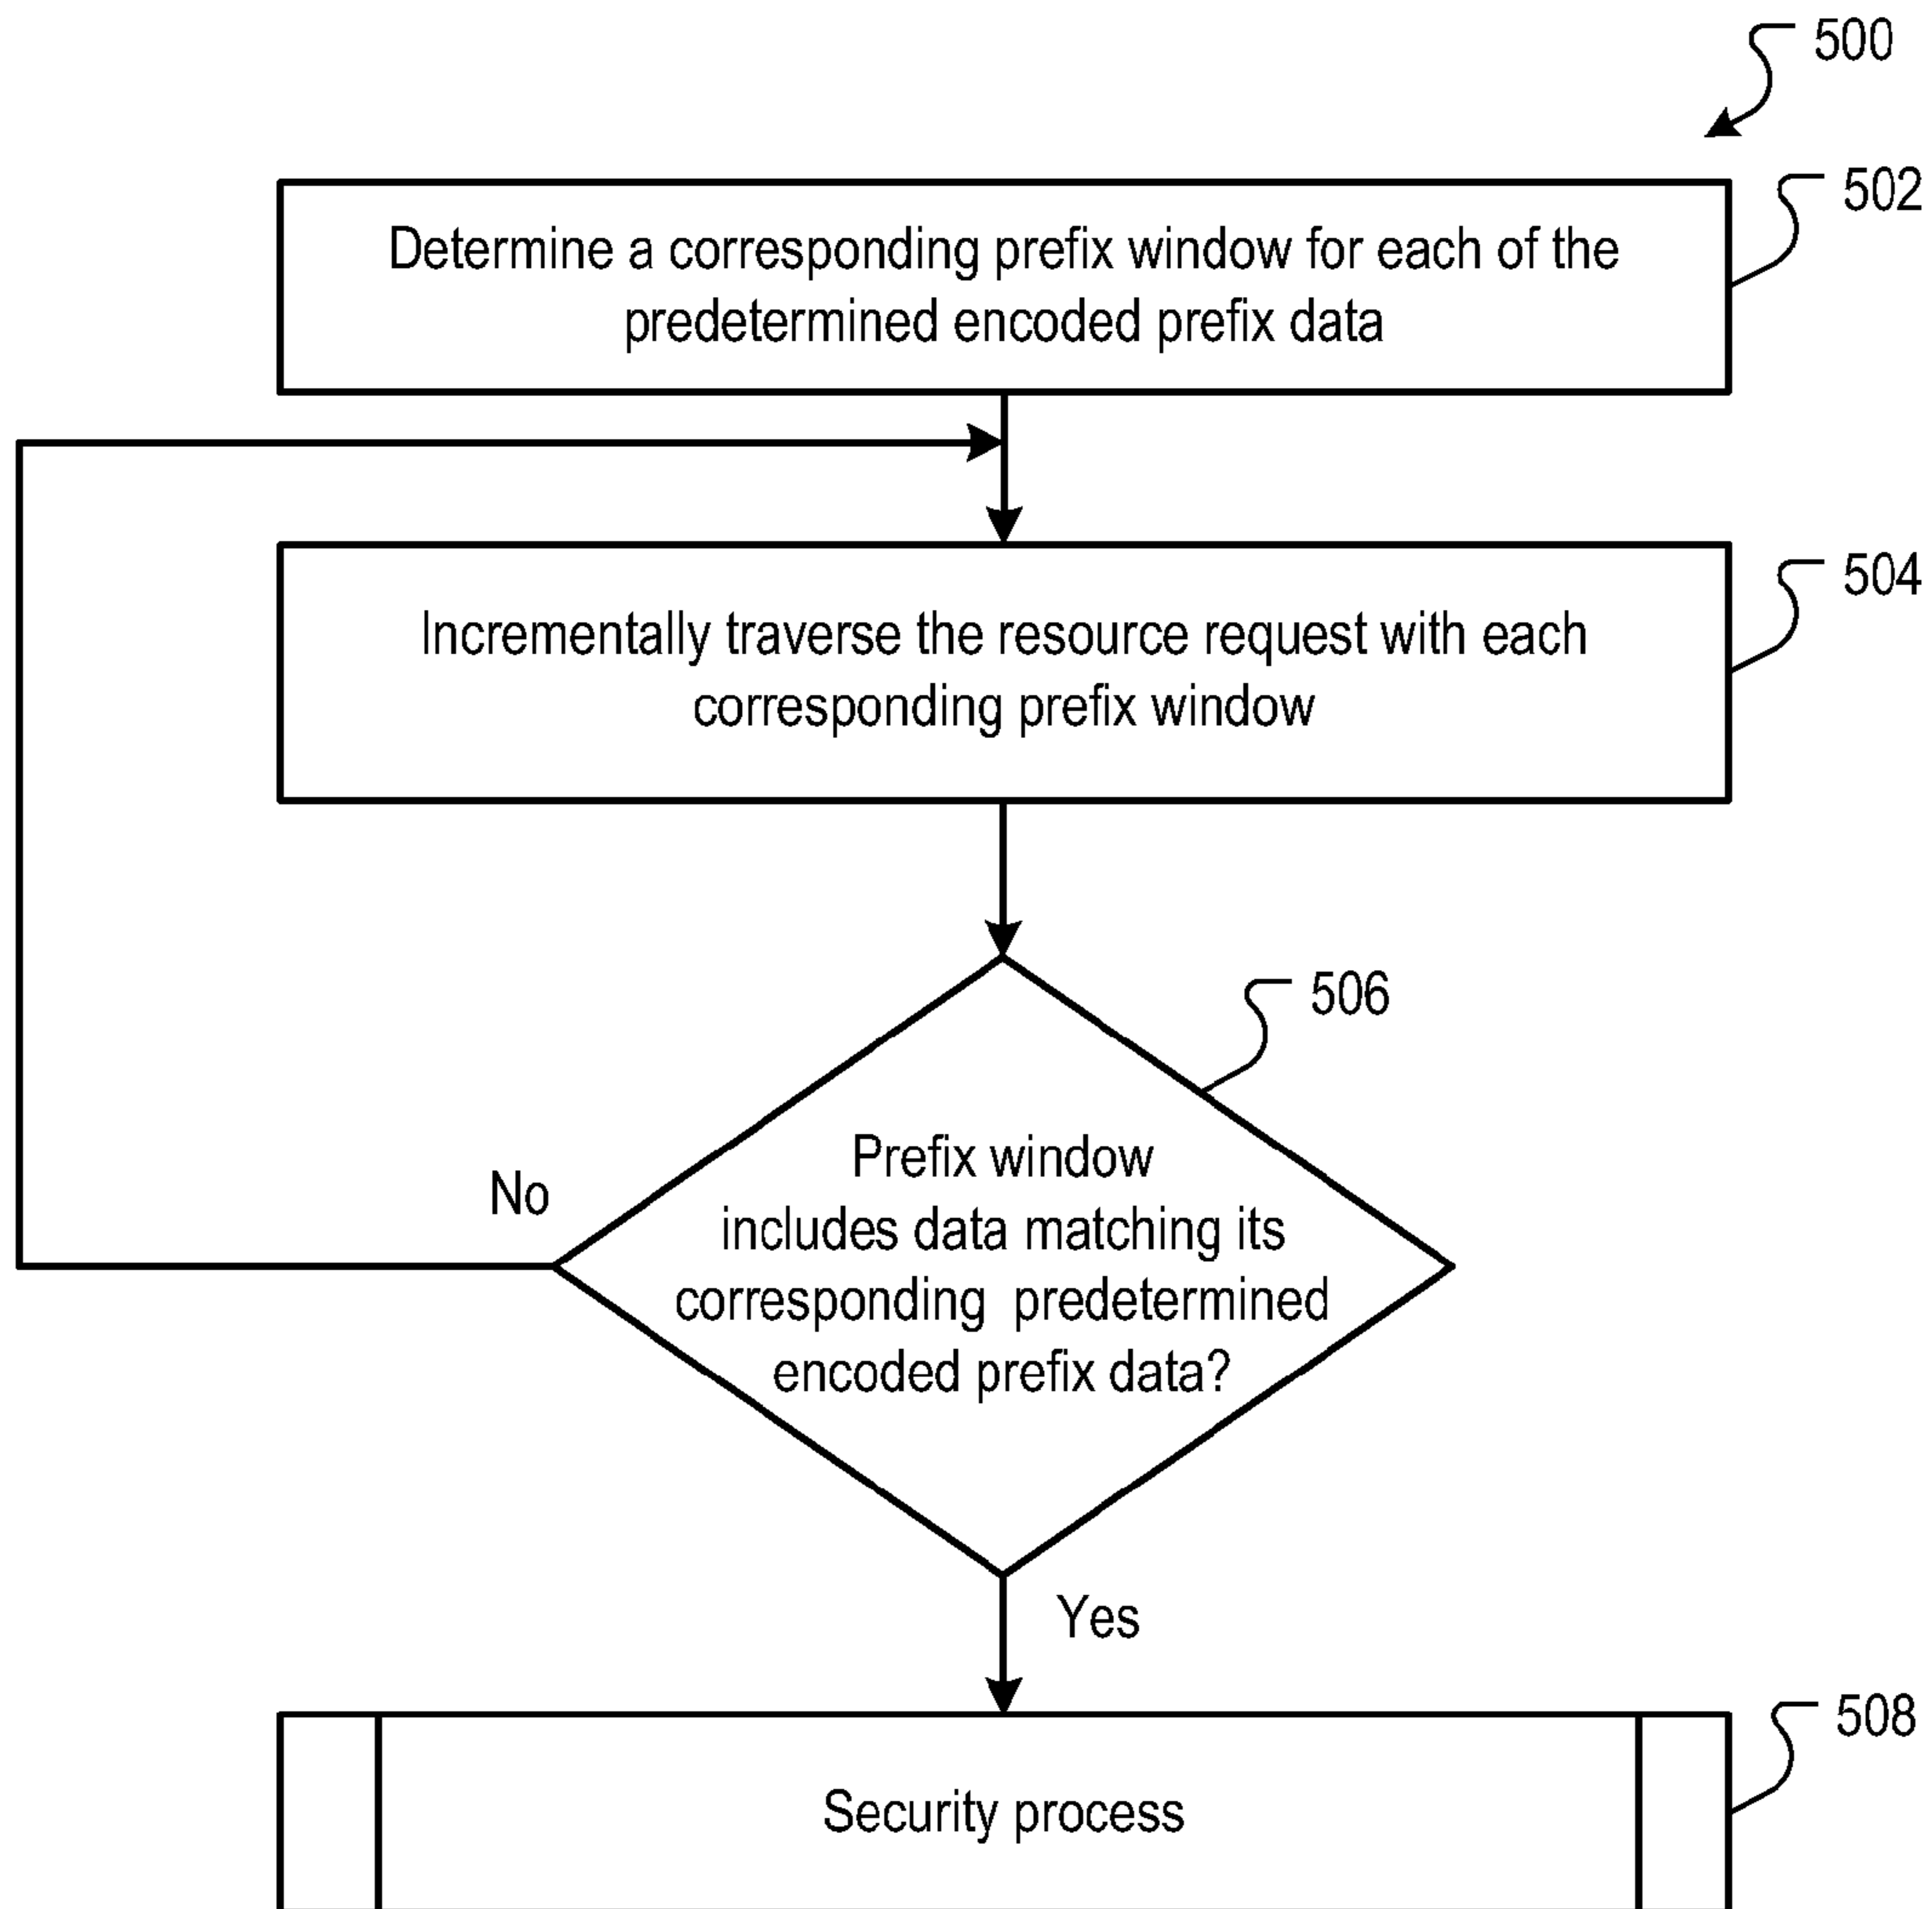 500
502
Determine a corresponding prefix window for each of the
predetermined encoded prefix data
504
Incrementally traverse the resource request with each
corresponding prefix window
506
Prefix window
includes data matching its
corresponding predetermined
encoded prefix data?
No
Yes
508
Security process